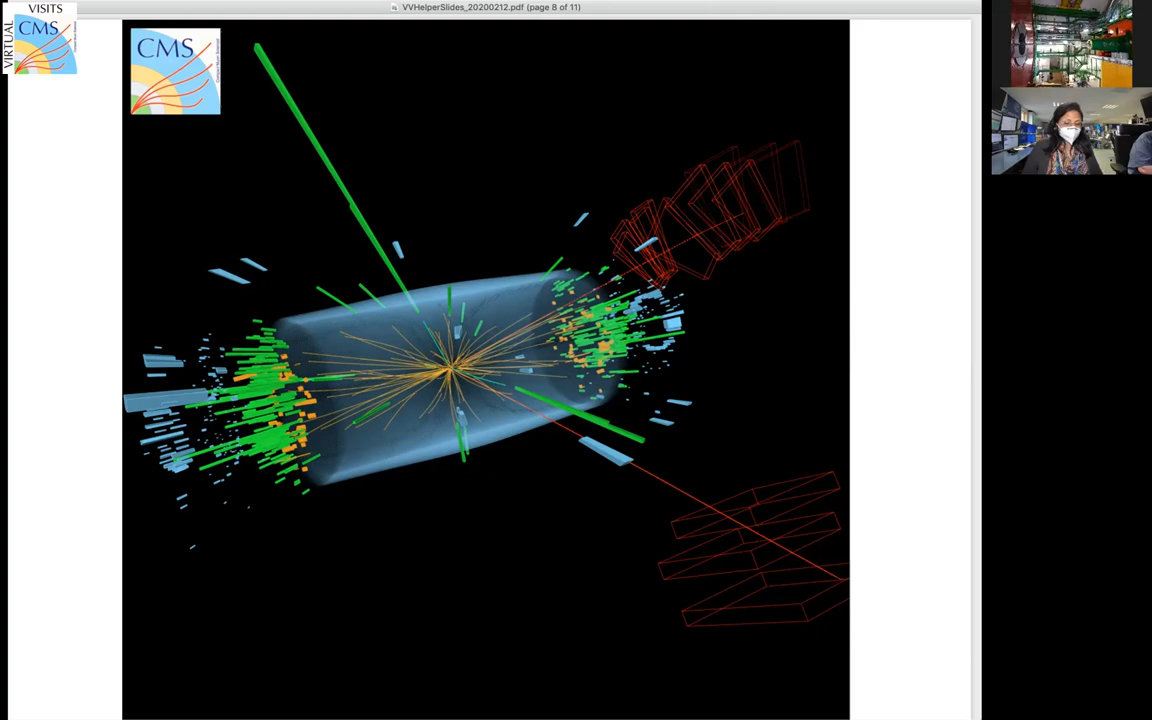 VVHelperSlides_20200212.pdf (page 8 of 11)
VISITS
VIRTUAL
CMS
CMS